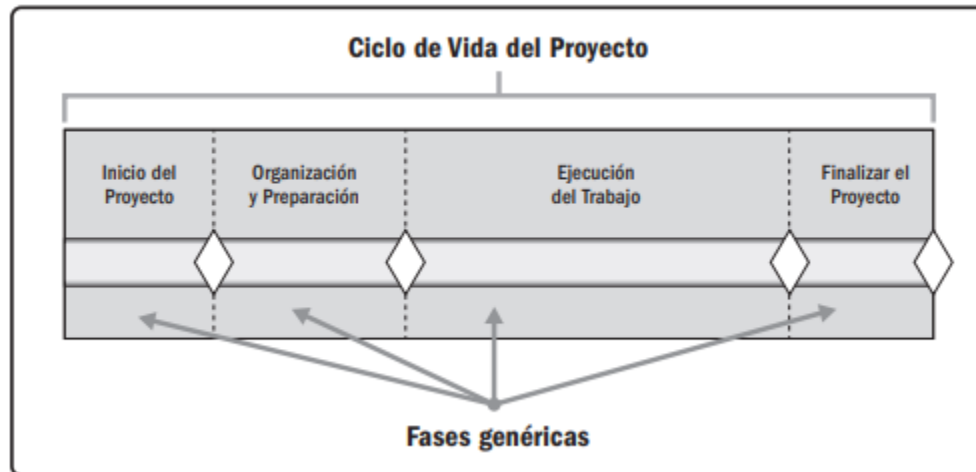 Ciclo de Vida del Proyecto
Inicio del
Proyecto
Organización
y Preparación
Ejecución
del Trabajo
Finalizar el
Proyecto
Fases genéricas